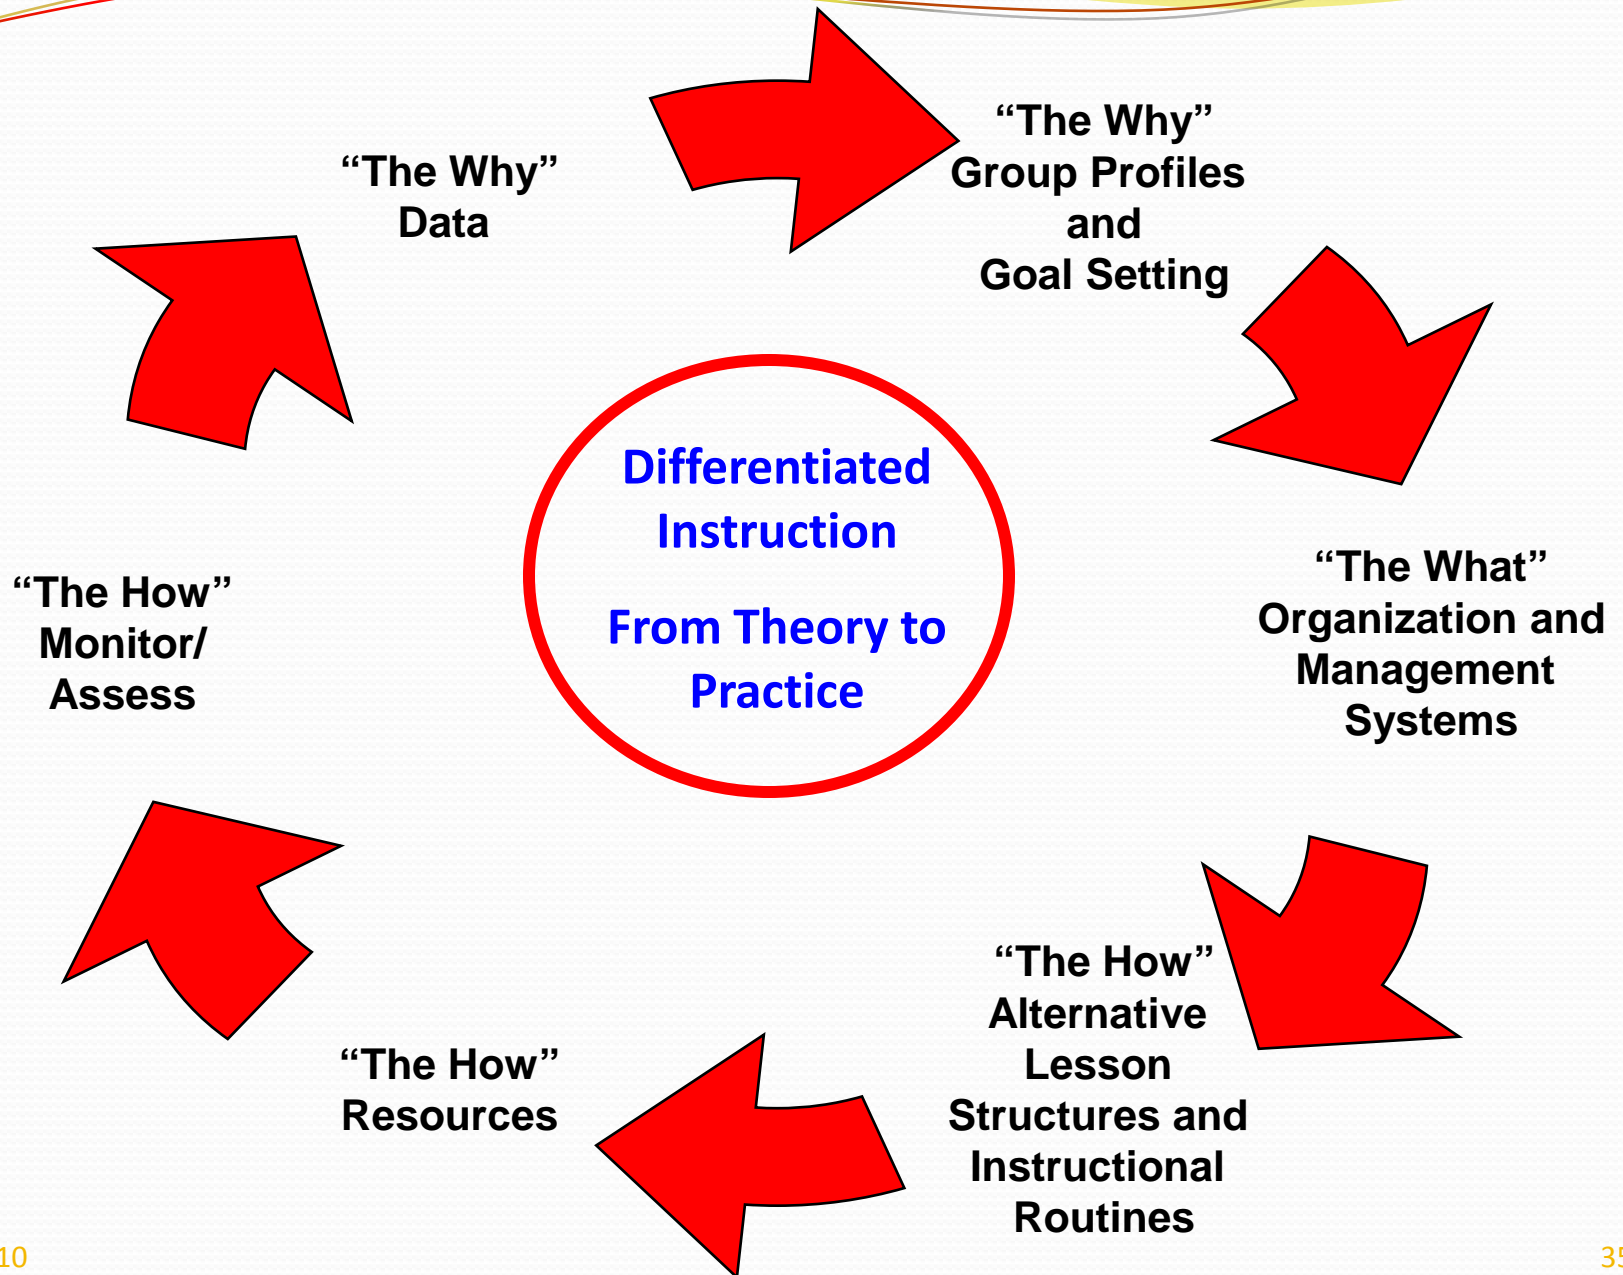 “The Why”
Data
“The Why”
Group Profiles
and
Goal Setting
Differentiated
Instruction
From Theory to
Practice
“The What”
Organization and
Management
Systems
“The How”
Monitor/
Assess
“The How”
Alternative
Lesson
Structures and
Instructional
Routines
“The How”
Resources
10
35